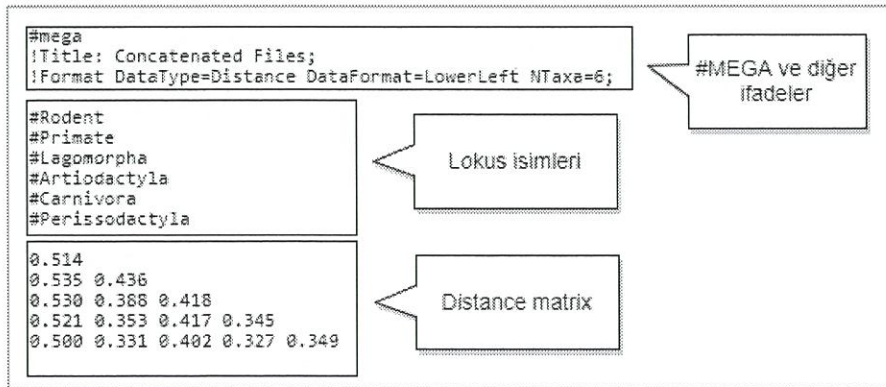 #mega
!Title: Concatenated Files;
!Format DataType=Distance DataFormat=LowerLeft NTaxa=6;
#MEGA ve diğer
ifadeler
#Rodent
#Primate
#Lagomorpha
#Artiodactyla
#Carnivora
#Perissodactyla
Lokus isimleri
0.514
0.535 0.436
0.530 0.388 0.418
0.521 0.353 0.417 0.345
0.500 0.331 0.402 0.327 0.349
Distance matrix